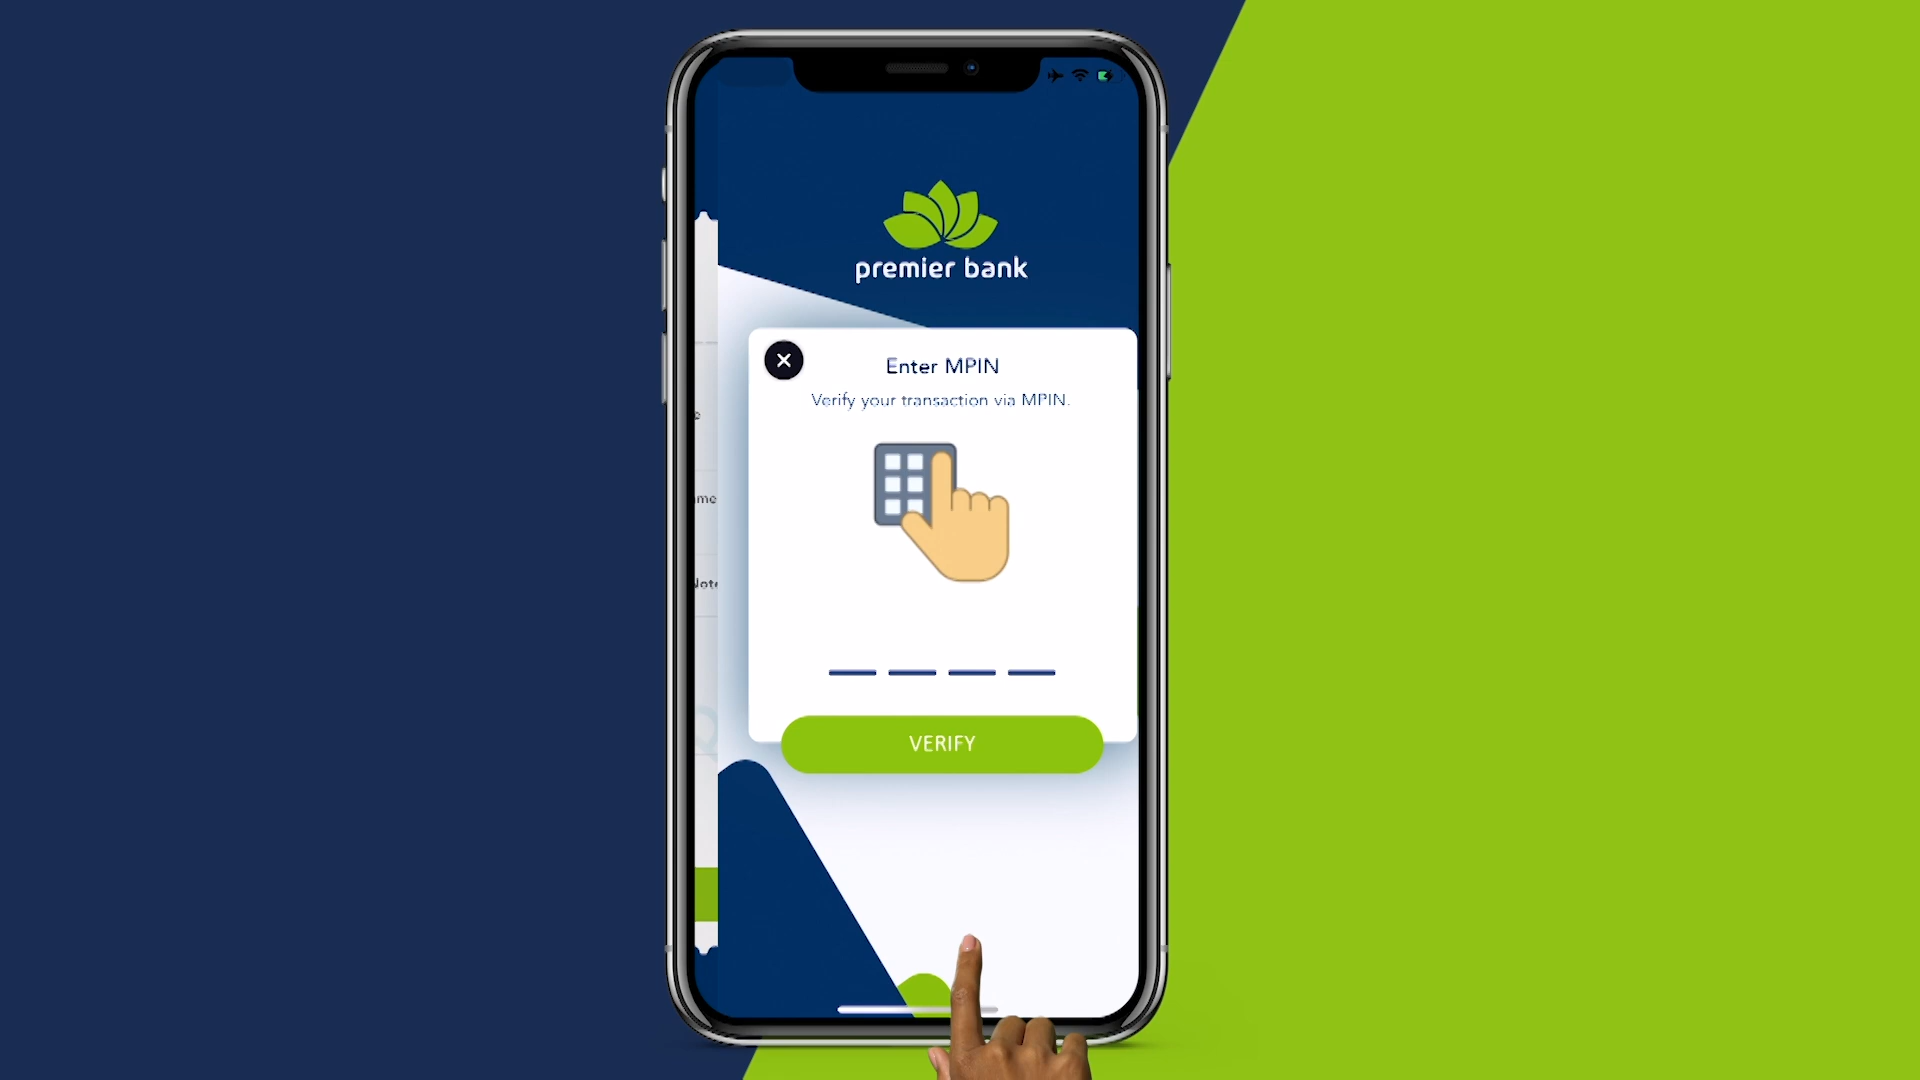 premier bank
Enter MPIN
Verify your transaction via MPIN.
VERIFY